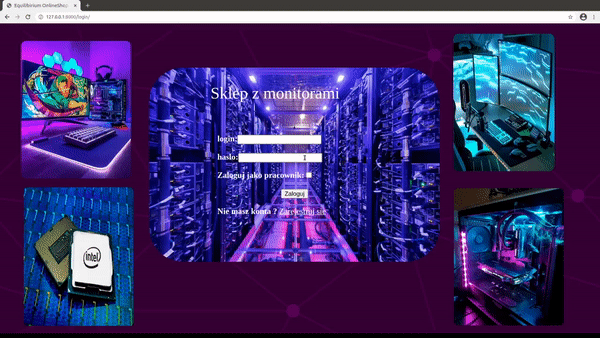 Equilibrium OnlineShop
127.0.0.1:8000/login/
Sklep z monitorami
login:
hasło:
Zaloguj jako pracownik:
Zaloguj
Nie masz konta ? Zarejestruj się
intel